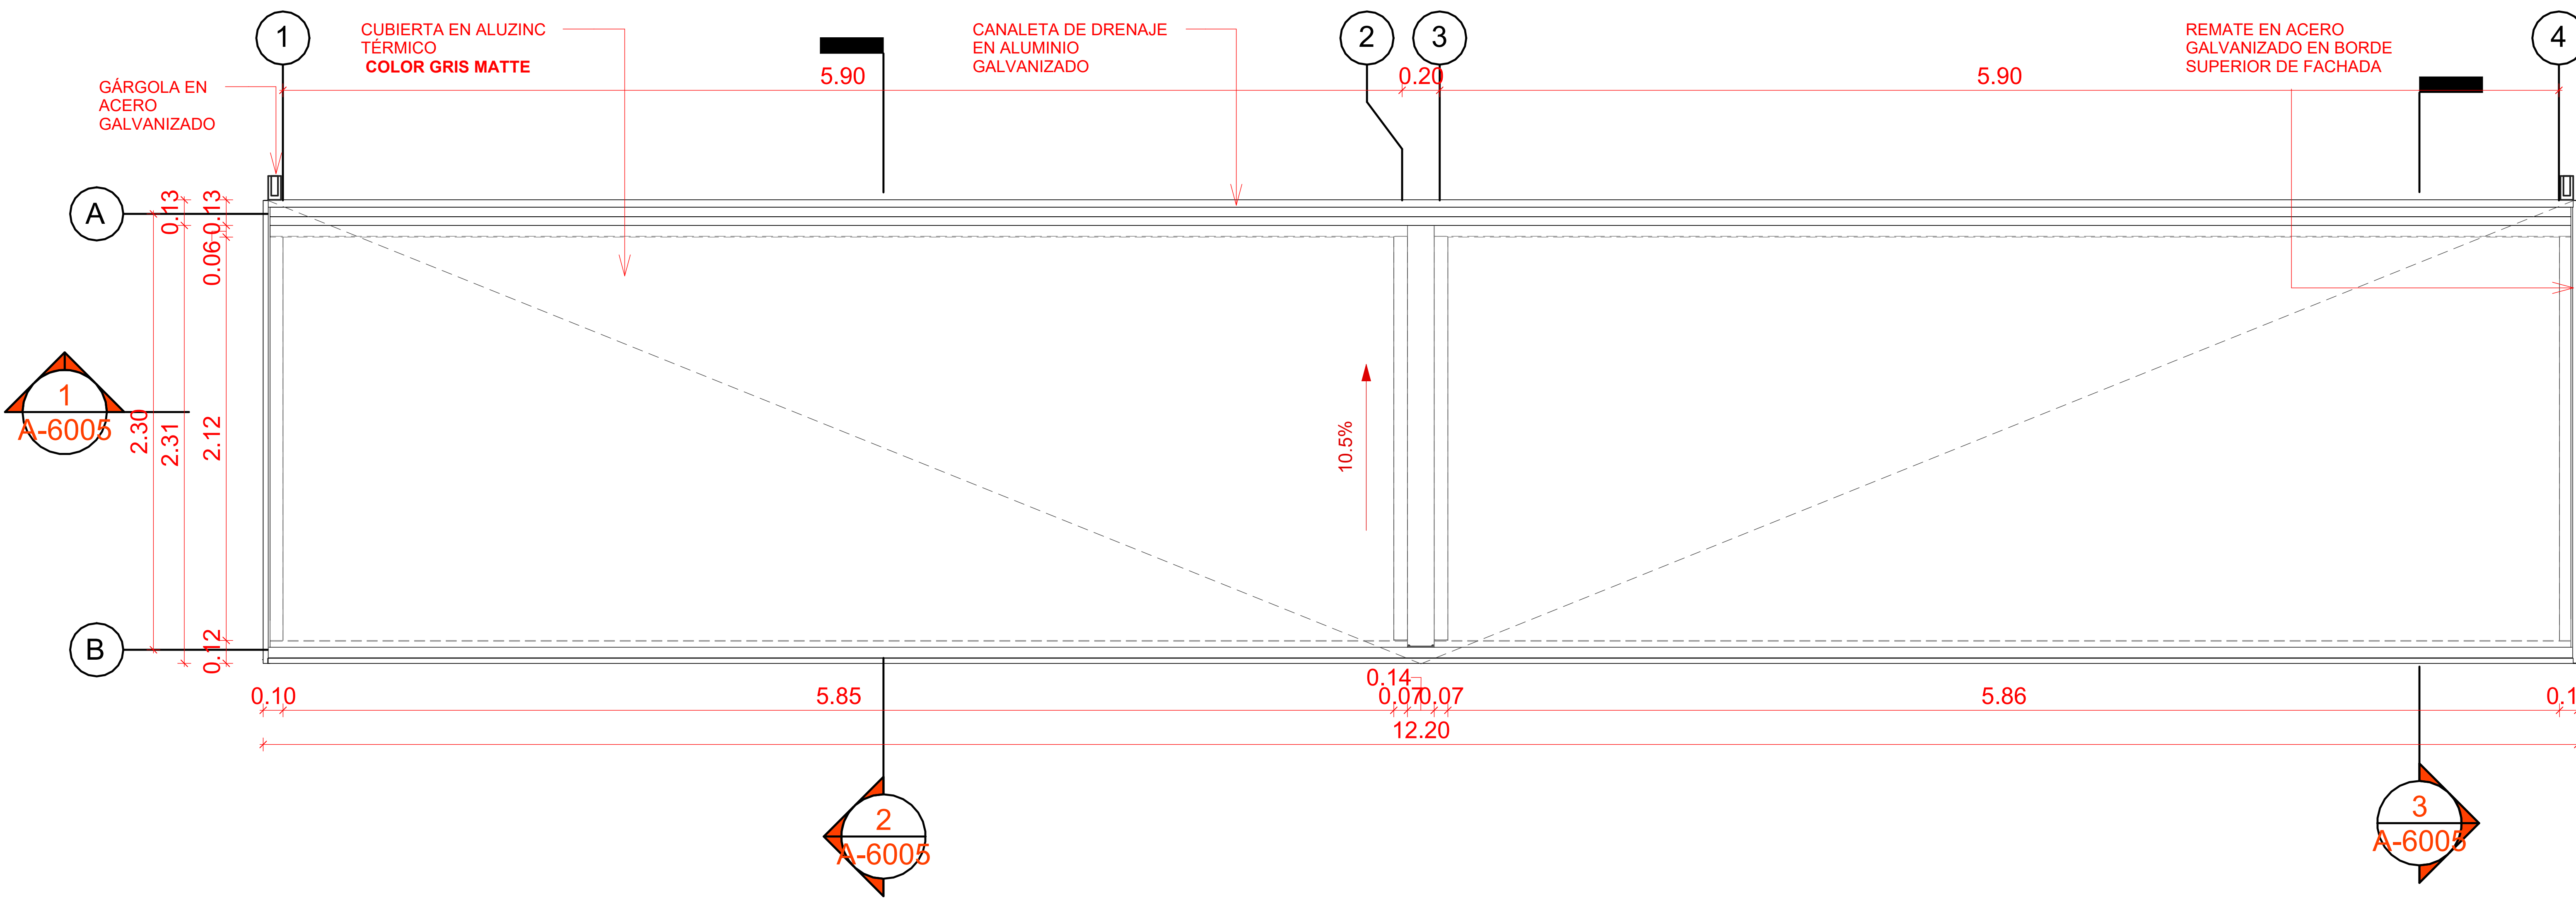 1
CUBIERTA EN ALUZINC
TÉRMICO
COLOR GRIS MATTE
CANALETA DE DRENAJE
EN ALUMINIO
GALVANIZADO
2
3
REMATE EN ACERO
GALVANIZADO EN BORDE
SUPERIOR DE FACHADA
4
GÁRGOLA EN
ACERO
GALVANIZADO
5.90
0.20
5.90
A
0.13
0.13
0.06
2.30
2.31
2.12
0.12
1
A-6005
10.5%
B
0.10
5.85
0.14
0.07
0.07
5.86
12.20
2
A-6005
3
A-6005